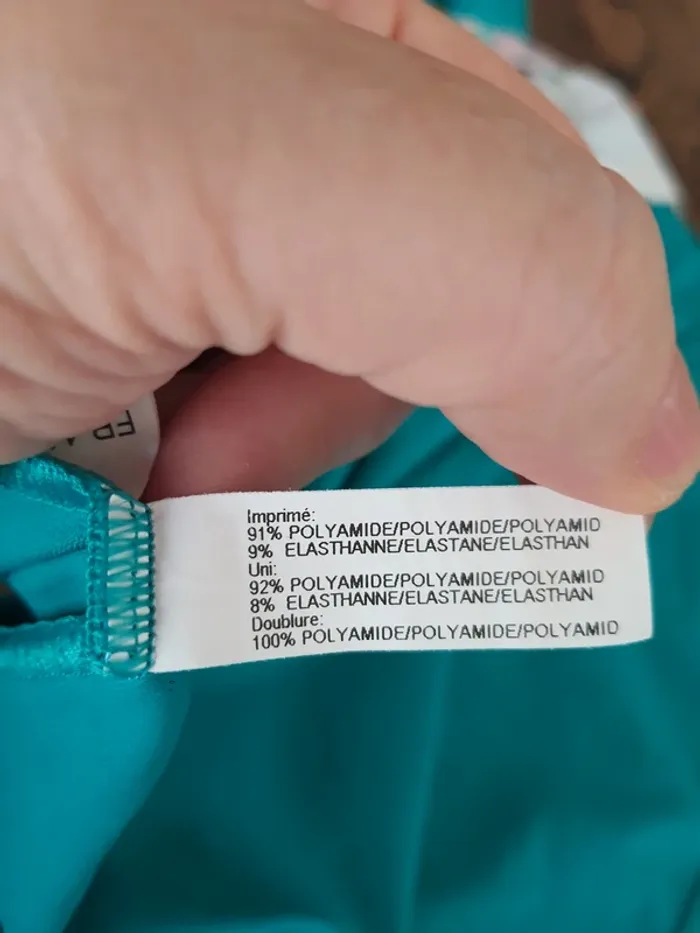 Imprimé:
91% POLYAMIDE/POLYAMIDE/POLYAMID
9% ELASTHANNE/ELASTANE/ELASTHAN
Uni:
92% POLYAMIDE/POLYAMIDE/POLYAMID
8% ELASTHANNE/ELASTANE/ELASTHAN
Doublure:
100% POLYAMIDE/POLYAMIDE/POLYAMID